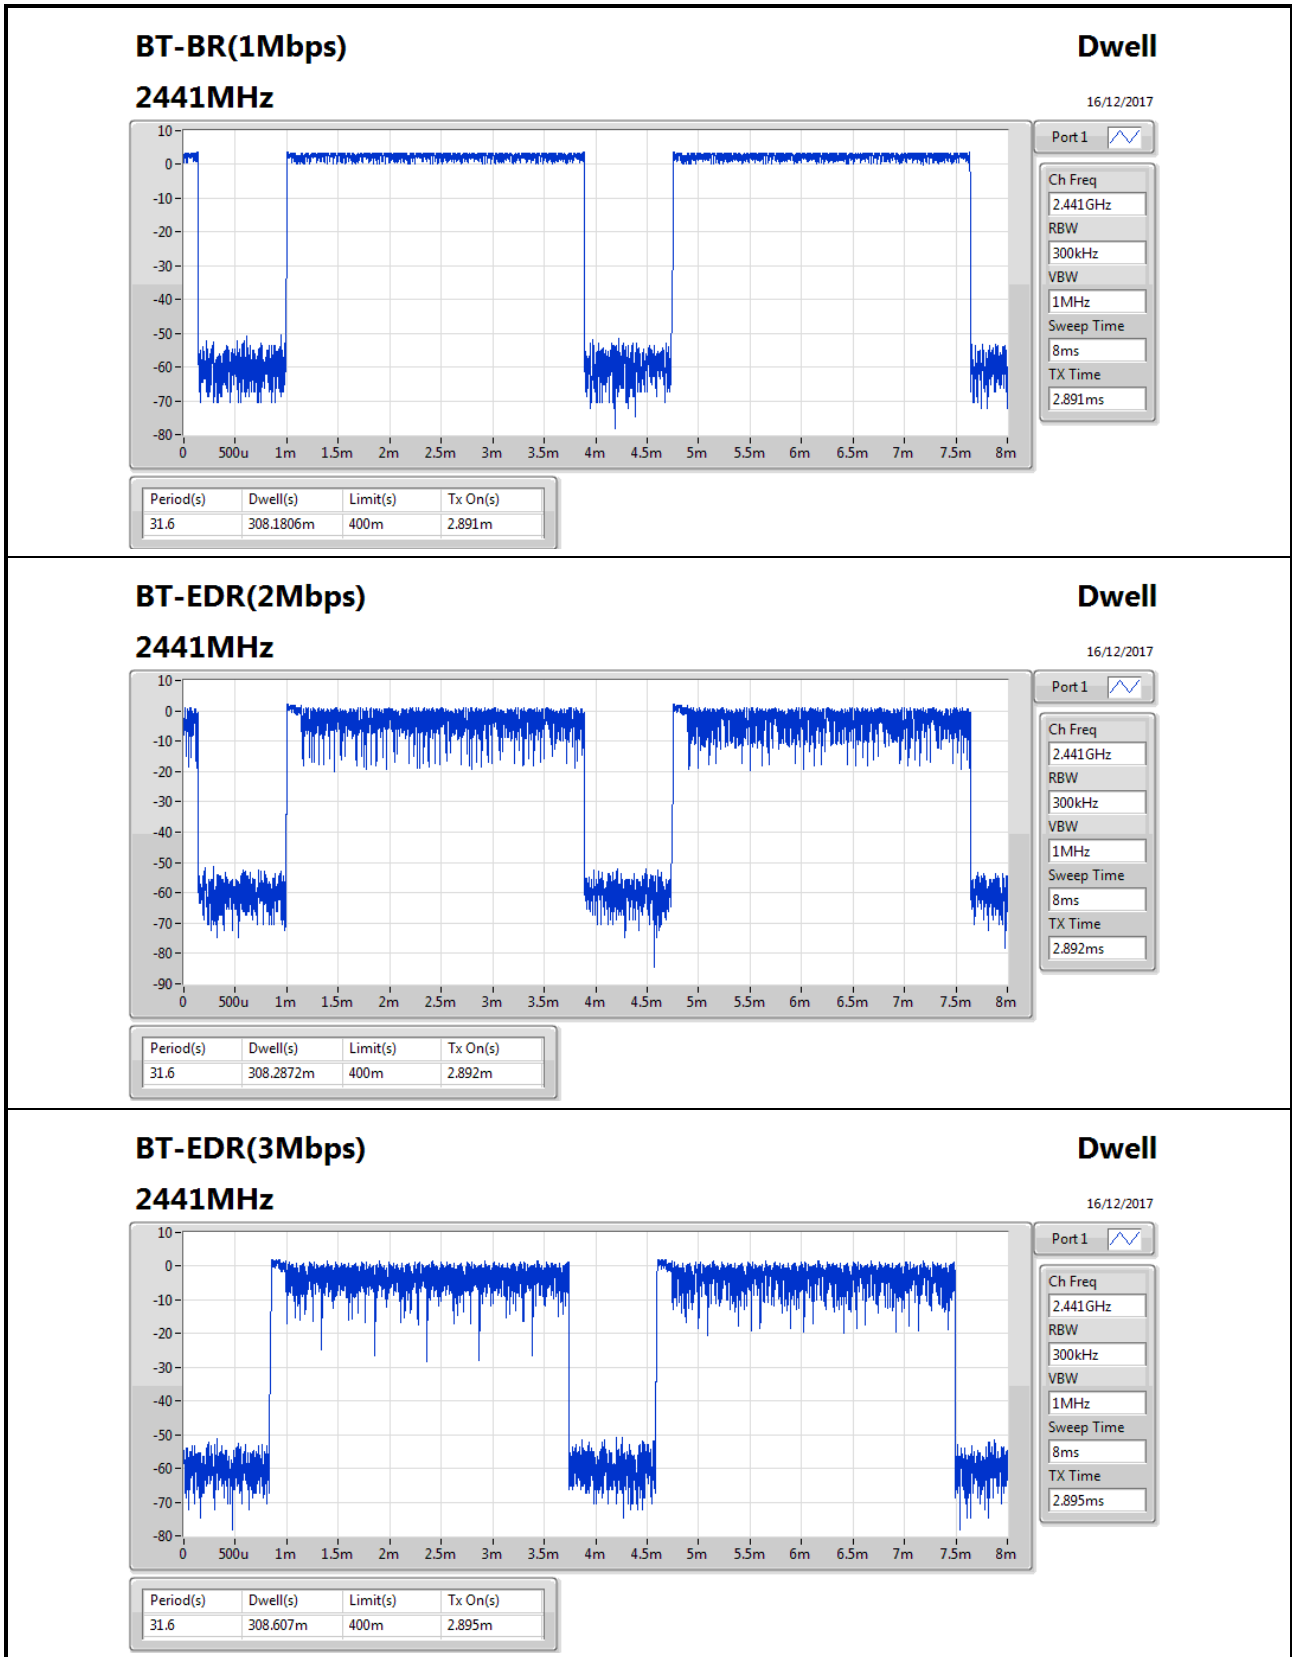 BT-BR(1Mbps) Dwell
2441MHz 16/12/2017
Port 1
10
0
-10
-20
-30
-40
-50
-60
-70
-80
0 500u 1m 1.5m 2m 2.5m 3m 3.5m 4m 4.5m 5m 5.5m 6m 6.5m 7m 7.5m 8m
Ch Freq
2.441GHz
RBW
300kHz
VBW
1MHz
Sweep Time
8ms
TX Time
2.891ms
Period(s) Dwell(s) Limit(s) Tx On(s)
31.6 308.1806m 400m 2.891m
BT-EDR(2Mbps) Dwell
2441MHz 16/12/2017
Port 1
10
0
-10
-20
-30
-40
-50
-60
-70
-80
-90
0 500u 1m 1.5m 2m 2.5m 3m 3.5m 4m 4.5m 5m 5.5m 6m 6.5m 7m 7.5m 8m
Ch Freq
2.441GHz
RBW
300kHz
VBW
1MHz
Sweep Time
8ms
TX Time
2.892ms
Period(s) Dwell(s) Limit(s) Tx On(s)
31.6 308.2872m 400m 2.892m
BT-EDR(3Mbps) Dwell
2441MHz 16/12/2017
Port 1
10
0
-10
-20
-30
-40
-50
-60
-70
-80
0 500u 1m 1.5m 2m 2.5m 3m 3.5m 4m 4.5m 5m 5.5m 6m 6.5m 7m 7.5m 8m
Ch Freq
2.441GHz
RBW
300kHz
VBW
1MHz
Sweep Time
8ms
TX Time
2.895ms
Period(s) Dwell(s) Limit(s) Tx On(s)
31.6 308.607m 400m 2.895m